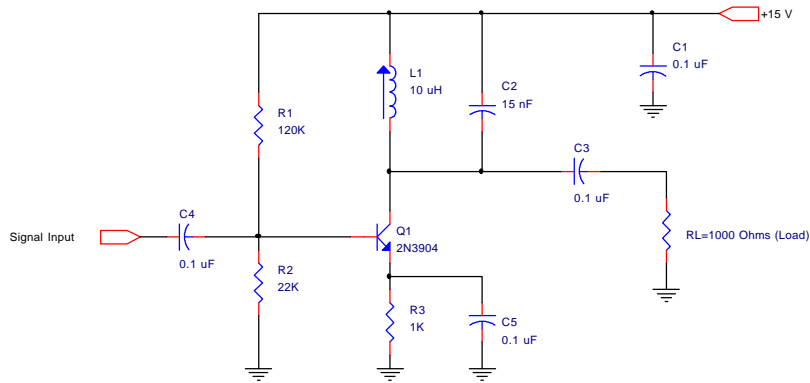 +15 V
C1
0.1 uF
L1
10 uH
C2
15 nF
R1
120K
C3
0.1 uF
C4
0.1 uF
Signal Input
Q1
2N3904
RL=1000 Ohms (Load)
R2
22K
R3
1K
C5
0.1 uF